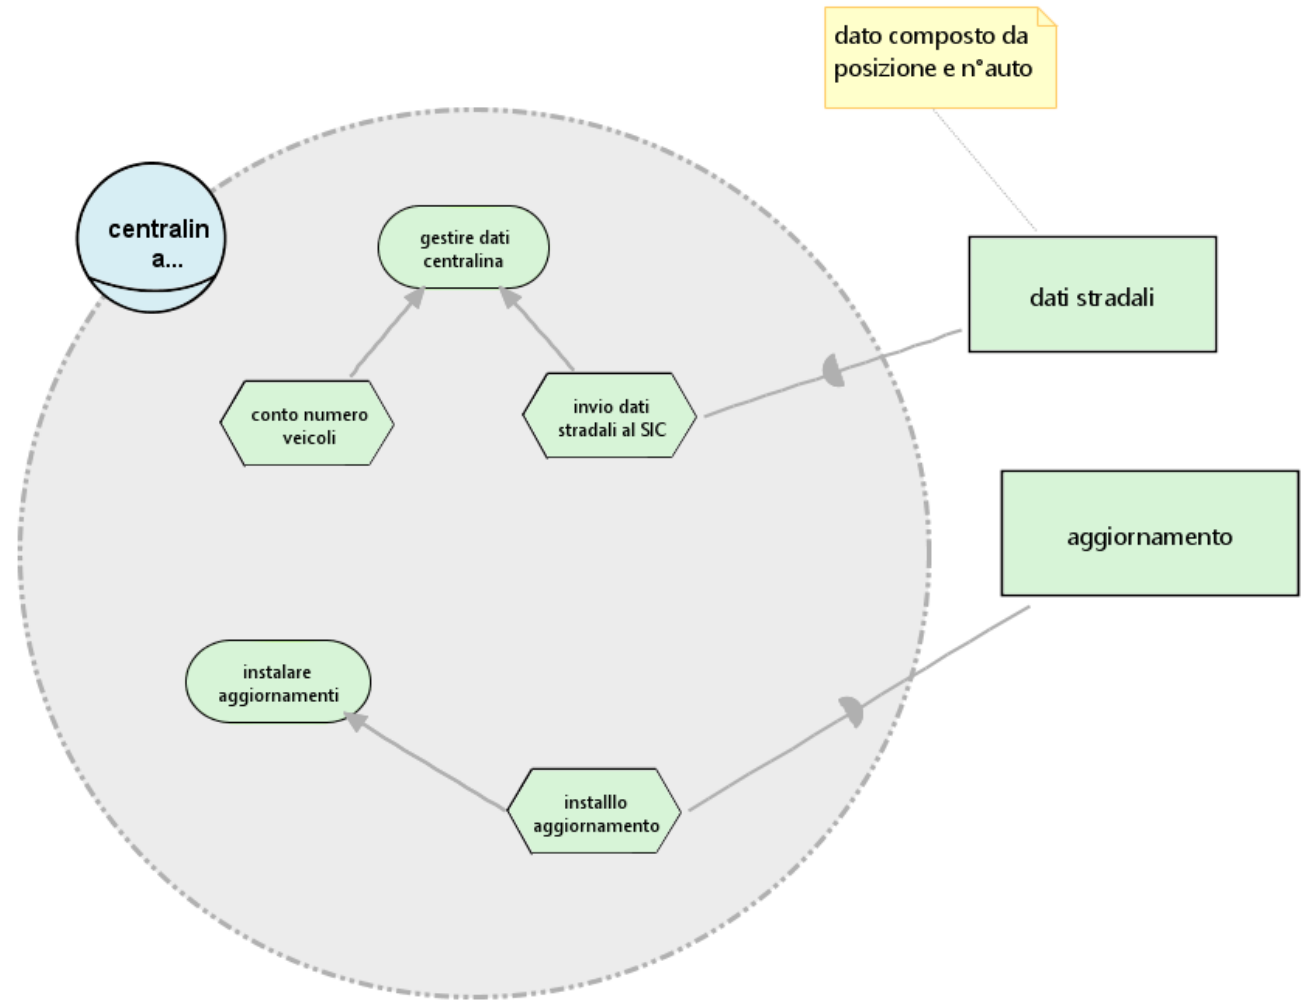 dato composto da
posizione e n°auto
centralin
a...
gestire dati
centralina
dati stradali
conto numero
veicoli
invio dati
stradali al SIC
aggiornamento
instalare
aggiornamenti
installlo
aggiornamento